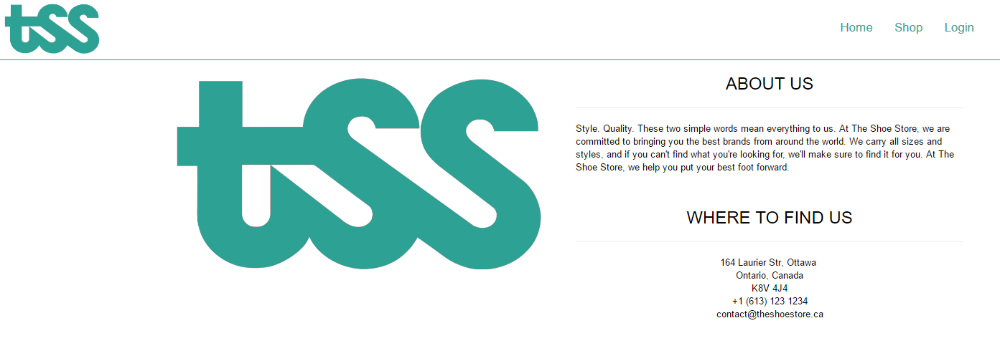 tss
Home Shop Login
tss
ABOUT US
Style. Quality. These two simple words mean everything to us. At The Shoe Store, we are
committed to bringing you the best brands from around the world. We carry all sizes and
styles, and if you can't find what you're looking for, we'll make sure to find it for you. At The
Shoe Store, we help you put your best foot forward.
WHERE TO FIND US
164 Laurier Str, Ottawa
Ontario, Canada
K8V 4J4
+1 (613) 123 1234
contact@theshoestore.ca